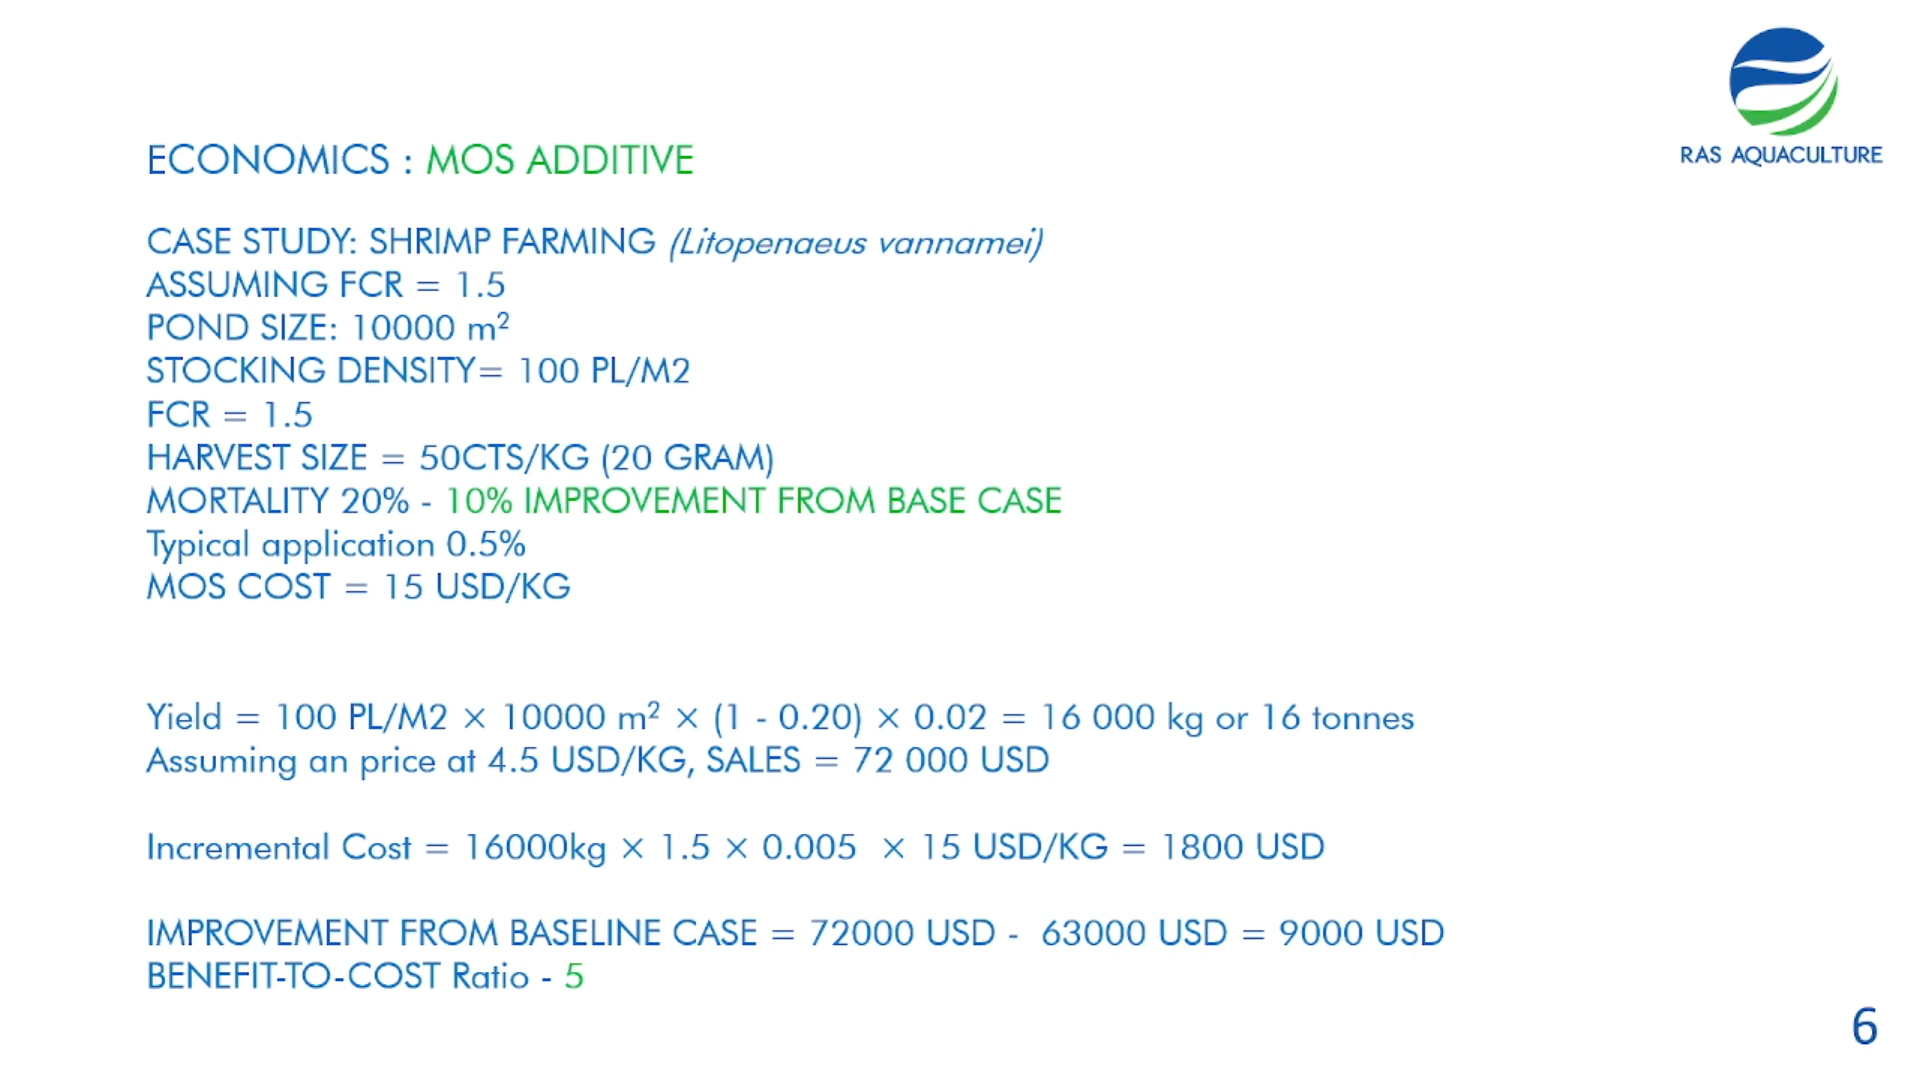 RAS AQUACULTURE
ECONOMICS : MOS ADDITIVE
CASE STUDY: SHRIMP FARMING (Litopenaeus vannamei)
ASSUMING FCR = 1.5
POND SIZE: 10000 m²
STOCKING DENSITY= 100 PL/M2
FCR = 1.5
HARVEST SIZE = 50CTS/KG (20 GRAM)
MORTALITY 20% - 10% IMPROVEMENT FROM BASE CASE
Typical application 0.5%
MOS COST = 15 USD/KG
Yield = 100 PL/M2 × 10000 m² × (1 - 0.20) × 0.02 = 16 000 kg or 16 tonnes
Assuming an price at 4.5 USD/KG, SALES = 72 000 USD
Incremental Cost = 16000kg × 1.5 × 0.005 × 15 USD/KG = 1800 USD
IMPROVEMENT FROM BASELINE CASE = 72000 USD - 63000 USD = 9000 USD
BENEFIT-TO-COST Ratio - 5
6